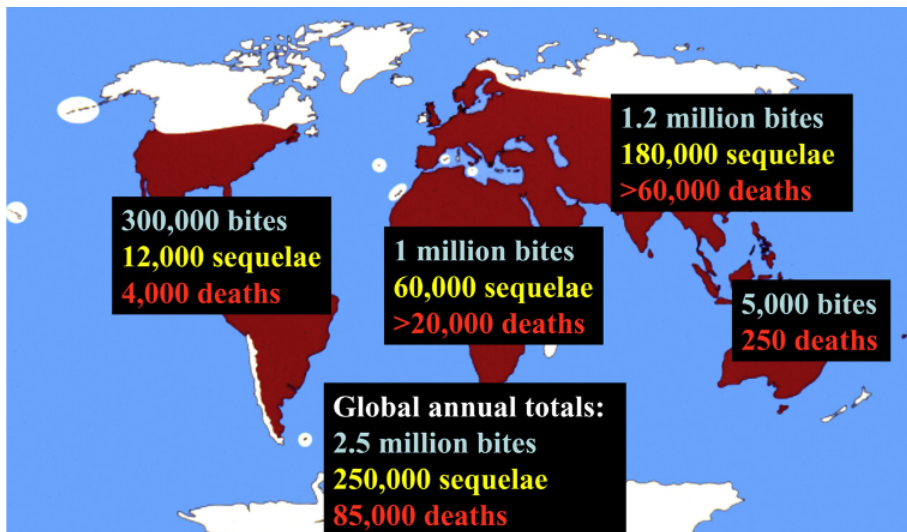 1.2 million bites
180,000 sequelae
>60,000 deaths
300,000 bites
12,000 sequelae
4,000 deaths
1 million bites
60,000 sequelae
>20,000 deaths
5,000 bites
250 deaths
Global annual totals:
2.5 million bites
250,000 sequelae
85,000 deaths